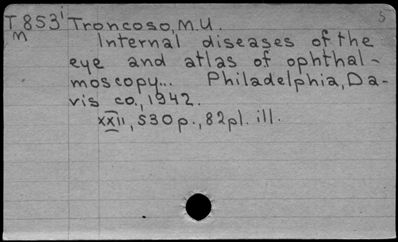 T853i Troncoso, M.U. S
m Internal diseases of the
eye and atlas of ophthal-
moscopy... Philadelphia, Da-
vis co., 1942.
xxii, 530p., 82pl. ill.